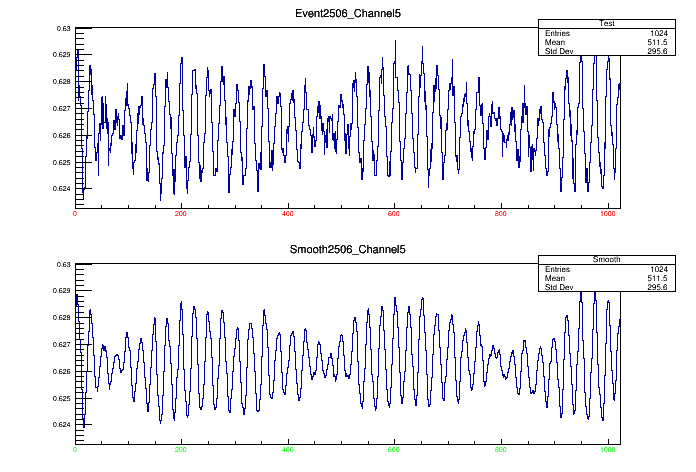 Event2506_Channel5
Test
Entries 1024
Mean 511.5
Std Dev 295.6
0.63
0.629
0.628
0.627
0.626
0.625
0.624
0 200 400 600 800 1000
Smooth2506_Channel5
Smooth
Entries 1024
Mean 511.5
Std Dev 295.6
0.63
0.629
0.628
0.627
0.626
0.625
0.624
0 200 400 600 800 1000